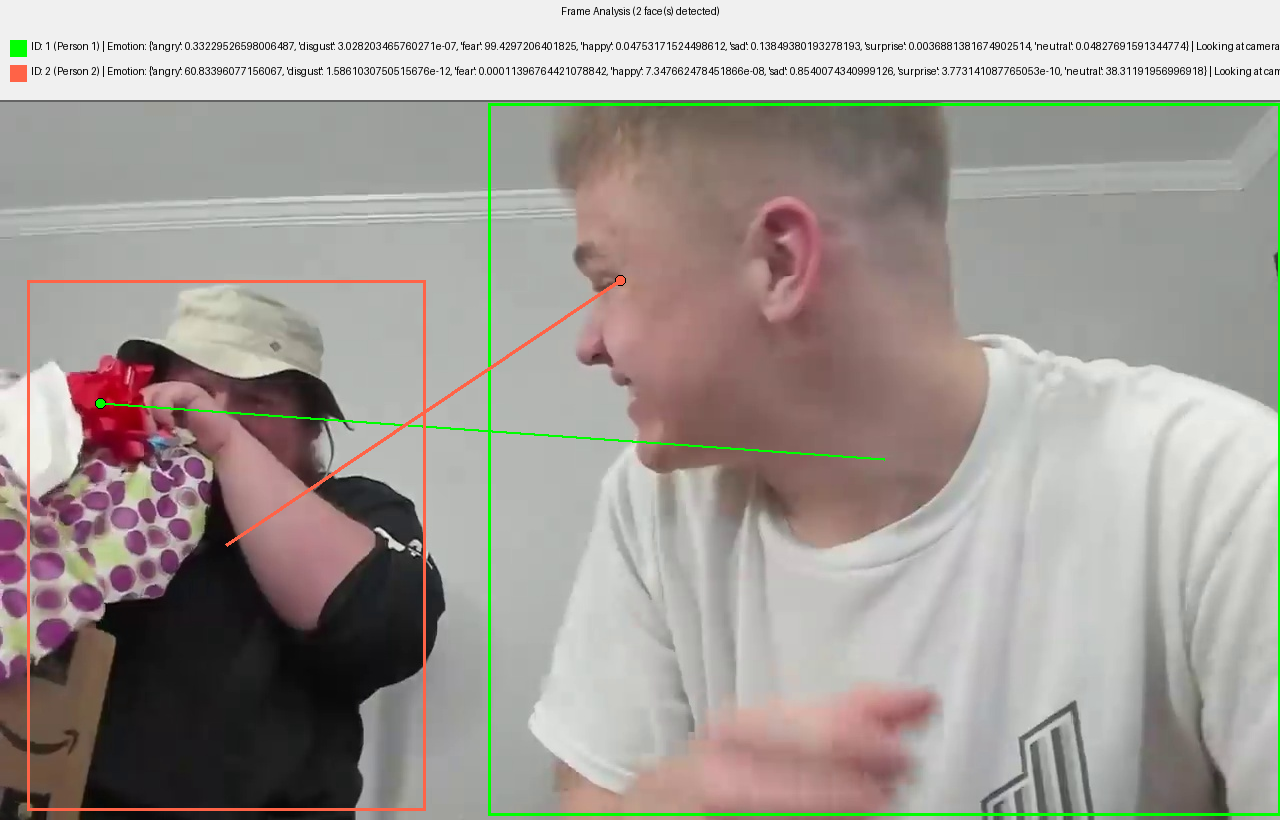 Frame Analysis (2 face(s) detected)
ID: 1 (Person 1) | Emotion: {'angry': 0.33229526598006487, 'disgust': 3.028203465760271e-07, 'fear': 99.4297206401825, 'happy': 0.04753171524498612, 'sad': 0.13849380193278193, 'surprise': 0.0036881381674902514, 'neutral': 0.04827691591344774} | Looking at camera
ID: 2 (Person 2) | Emotion: {'angry': 60.83396077156067, 'disgust': 1.5861030750515676e-12, 'fear': 0.00011396764421078842, 'happy': 7.347662478451866e-08, 'sad': 0.8540074340999126, 'surprise': 3.773141087765053e-10, 'neutral': 38.31191956996918} | Looking at cam